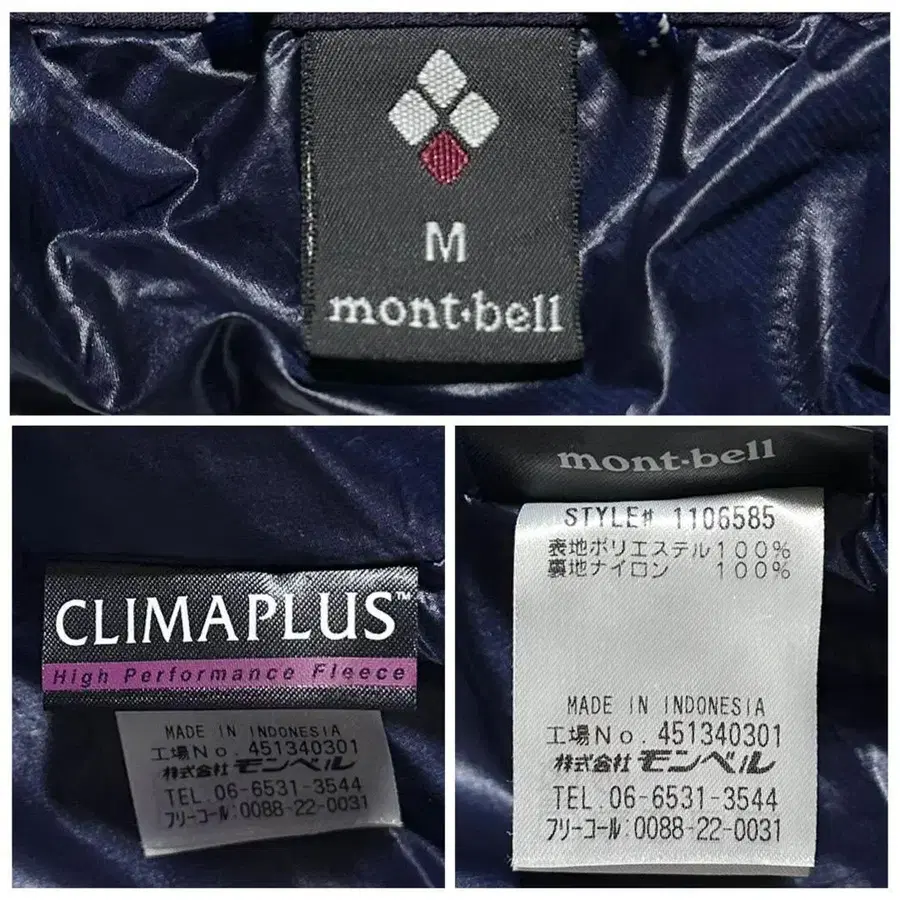 M
mont·bell
CLIMAPLUS™
High Performance Fleece
MADE IN INDONESIA
工場No. 451340301
株式会社 モンベル
TEL. 06-6531-3544
フリーコール:0088-22-0031
mont-bell
STYLE# 1106585
表地ポリエステル100%
裏地ナイロン 100%
MADE IN INDONESIA
工場No. 451340301
株式会社 モンベル
TEL. 06-6531-3544
フリーコール:0088-22-0031